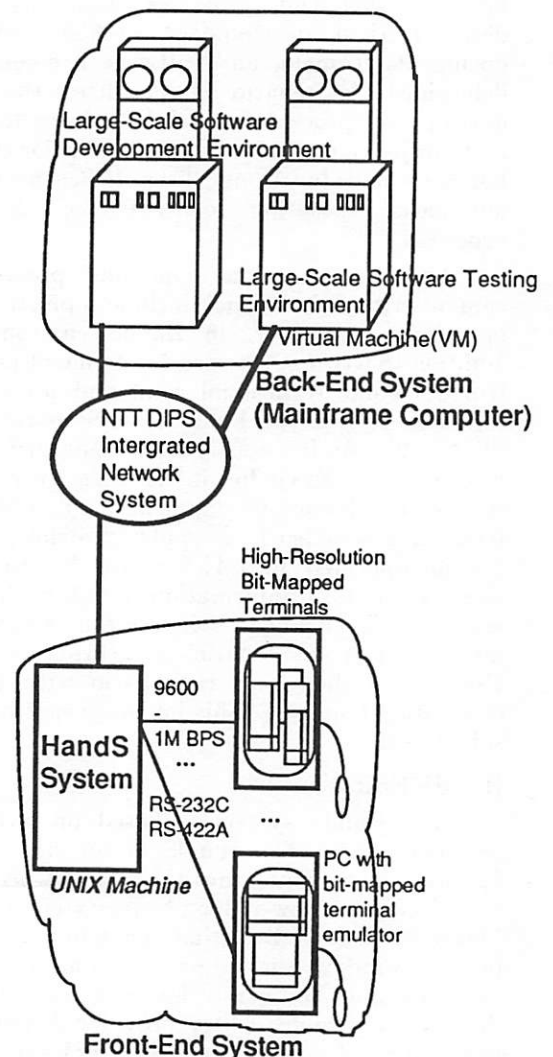 Large-Scale Software
Development Environment
Large-Scale Software Testing
Environment
Virtual Machine(VM)
Back-End System
(Mainframe Computer)
NTT DIPS
Intergrated
Network
System
High-Resolution
Bit-Mapped
Terminals
9600
-
1M BPS
...
HandS
System
RS-232C
RS-422A
...
UNIX Machine
PC with
bit-mapped
terminal
emulator
Front-End System